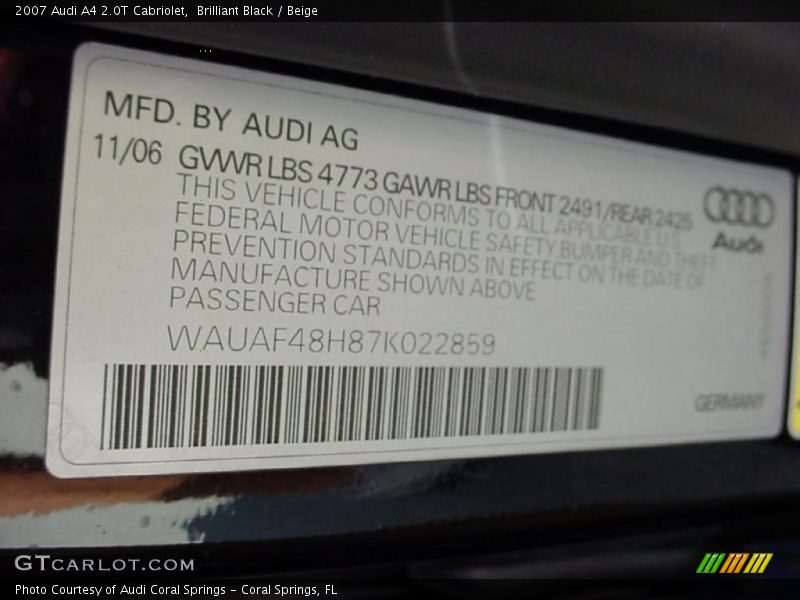 2007 Audi A4 2.0T Cabriolet,  Brilliant Black / Beige
MFD. BY AUDI AG
11/06 GVWR LBS 4773 GAWR LBS FRONT 2491/REAR 2425
THIS VEHICLE CONFORMS TO ALL APPLICABLE U.S.
FEDERAL MOTOR VEHICLE SAFETY BUMPER AND THEFT
PREVENTION STANDARDS IN EFFECT ON THE DATE OF
MANUFACTURE SHOWN ABOVE
PASSENGER CAR
WAUAF48H87K022859
Audi
GERMANY
GTCARLOT.COM
Photo Courtesy of Audi Coral Springs – Coral Springs, FL